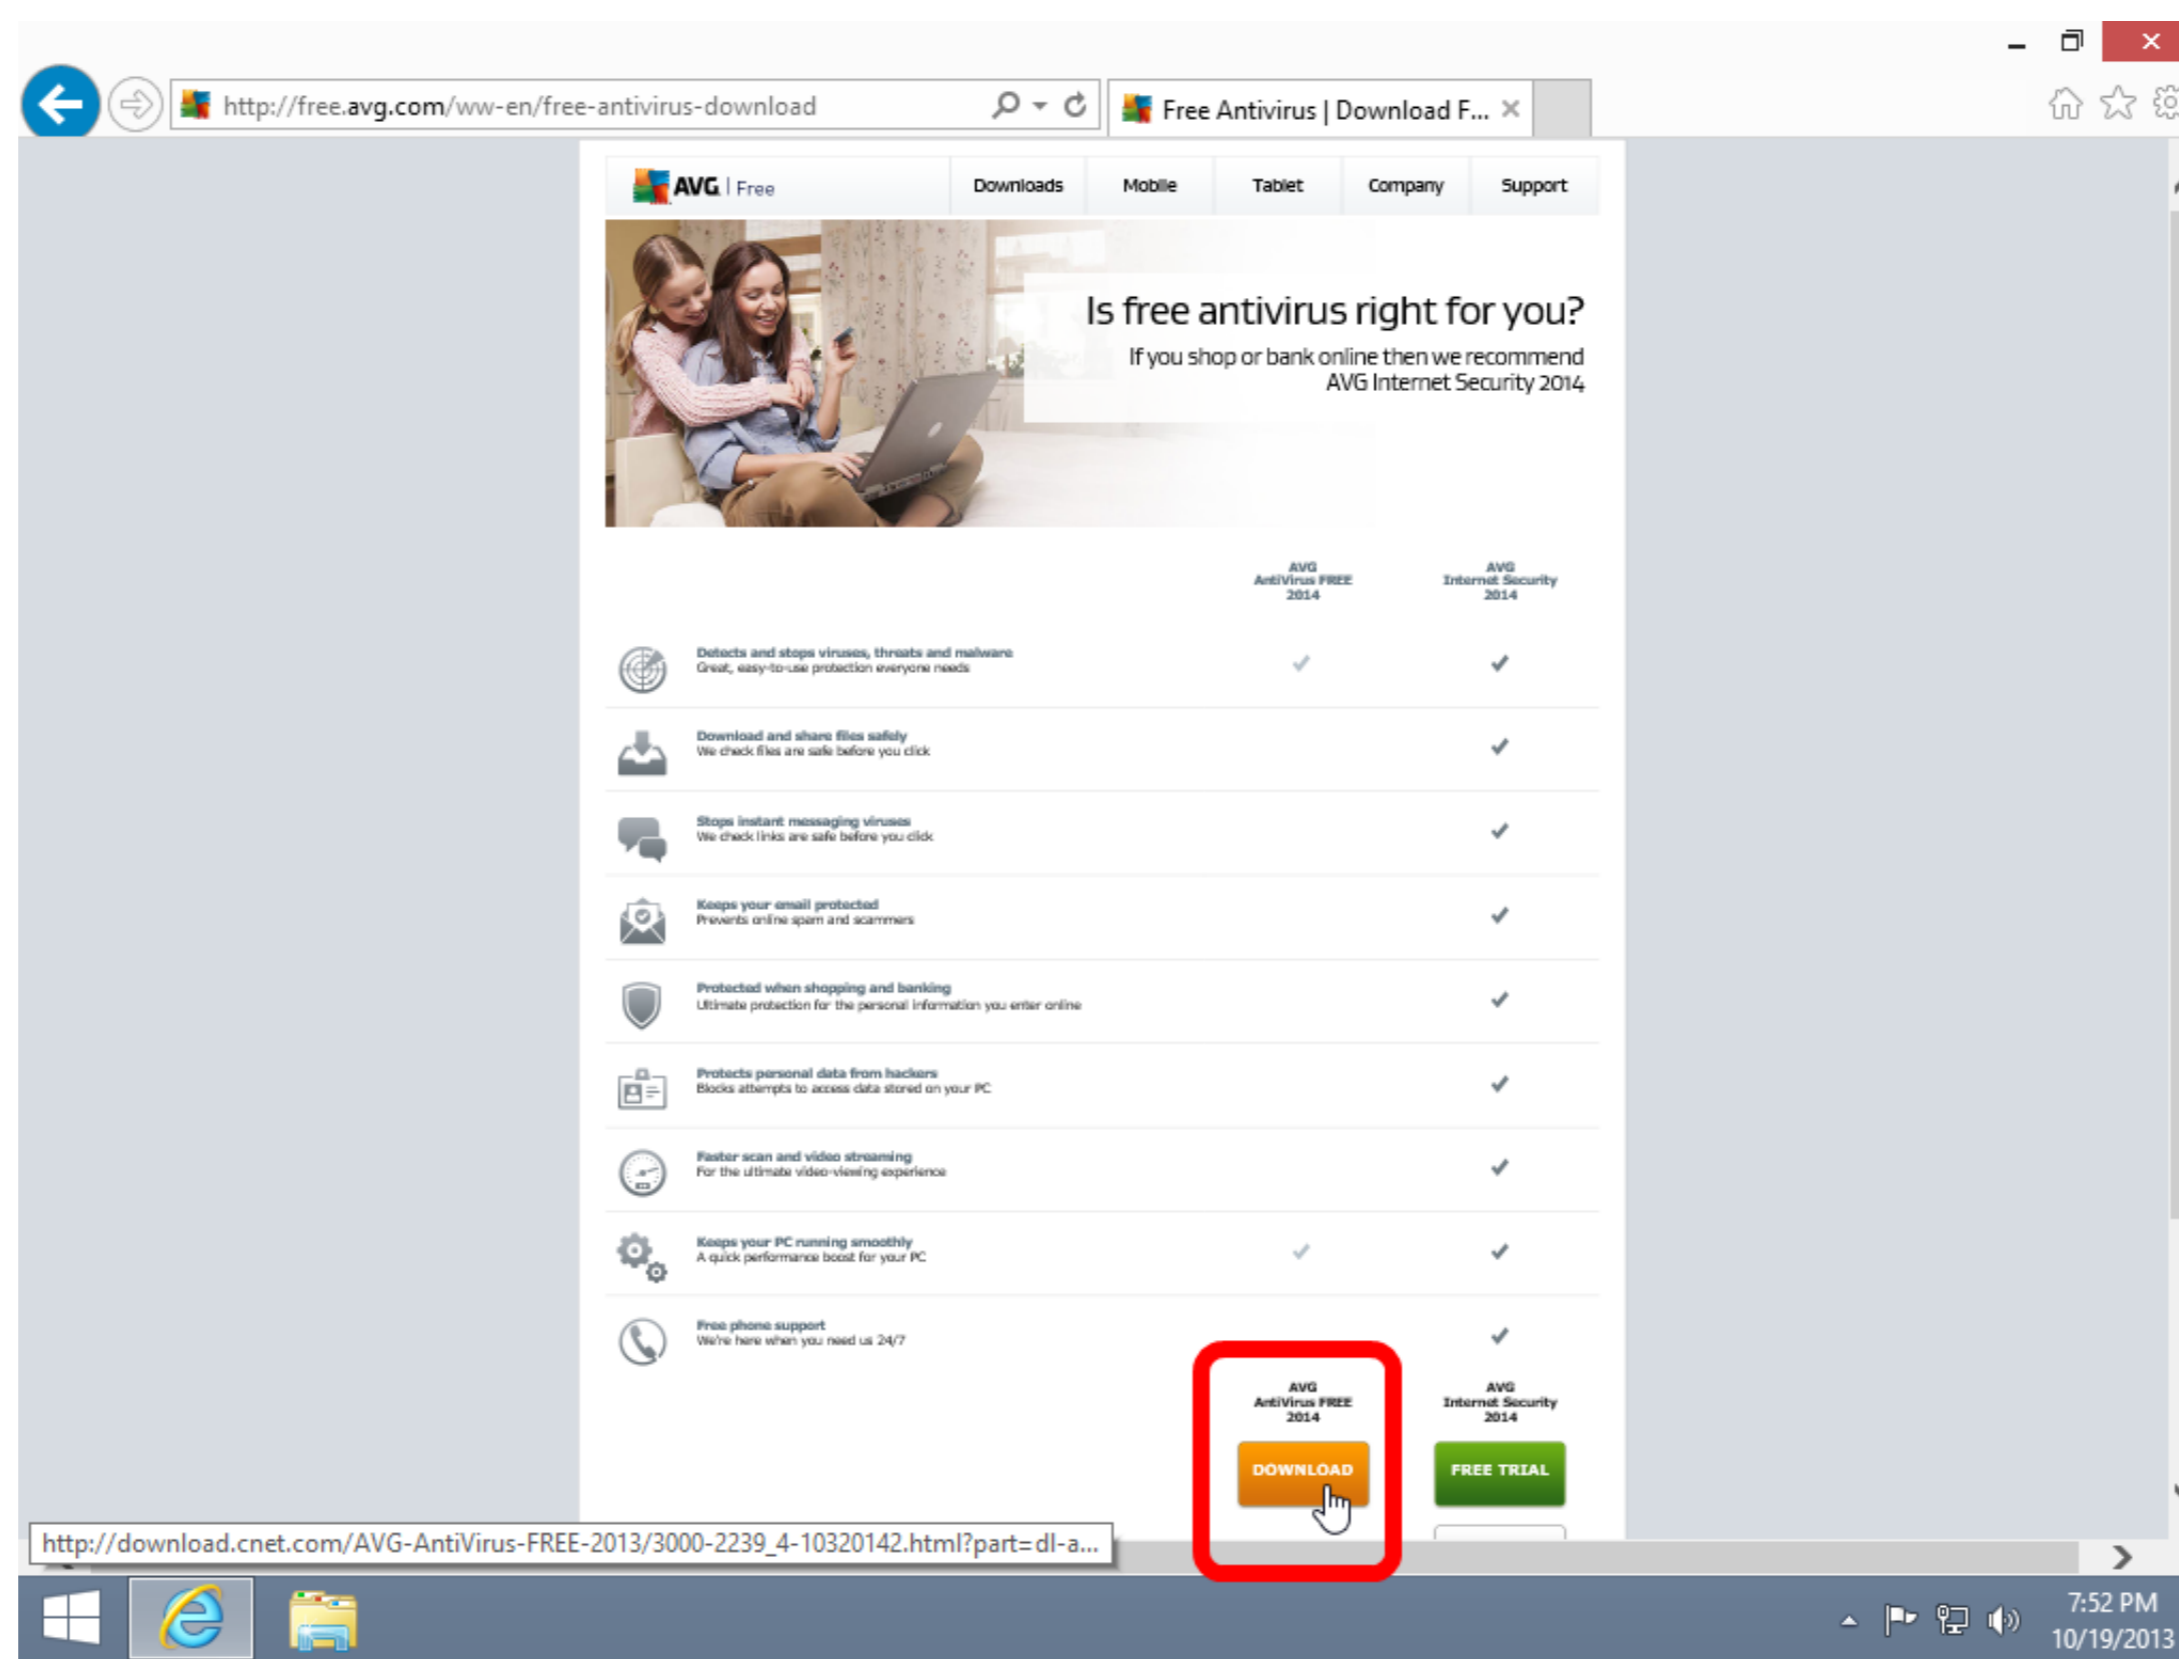 http://free.avg.com/ww-en/free-antivirus-download
Free Antivirus | Download F...
AVG | Free
Downloads
Mobile
Tablet
Company
Support
Is free antivirus right for you?
If you shop or bank online then we recommend
AVG Internet Security 2014
AVG
AntiVirus FREE
2014
AVG
Internet Security
2014
Detects and stops viruses, threats and malware
Great, easy-to-use protection everyone needs
Download and share files safely
We check files are safe before you click
Stops instant messaging viruses
We check links are safe before you click
Keeps your email protected
Prevents online spam and scammers
Protected when shopping and banking
Ultimate protection for the personal information you enter online
Protects personal data from hackers
Blocks attempts to access data stored on your PC
Faster scan and video streaming
For the ultimate video-viewing experience
Keeps your PC running smoothly
A quick performance boost for your PC
Free phone support
We're here when you need us 24/7
AVG
AntiVirus FREE
2014
AVG
Internet Security
2014
DOWNLOAD
FREE TRIAL
http://download.cnet.com/AVG-AntiVirus-FREE-2013/3000-2239_4-10320142.html?part=dl-a...
7:52 PM
10/19/2013